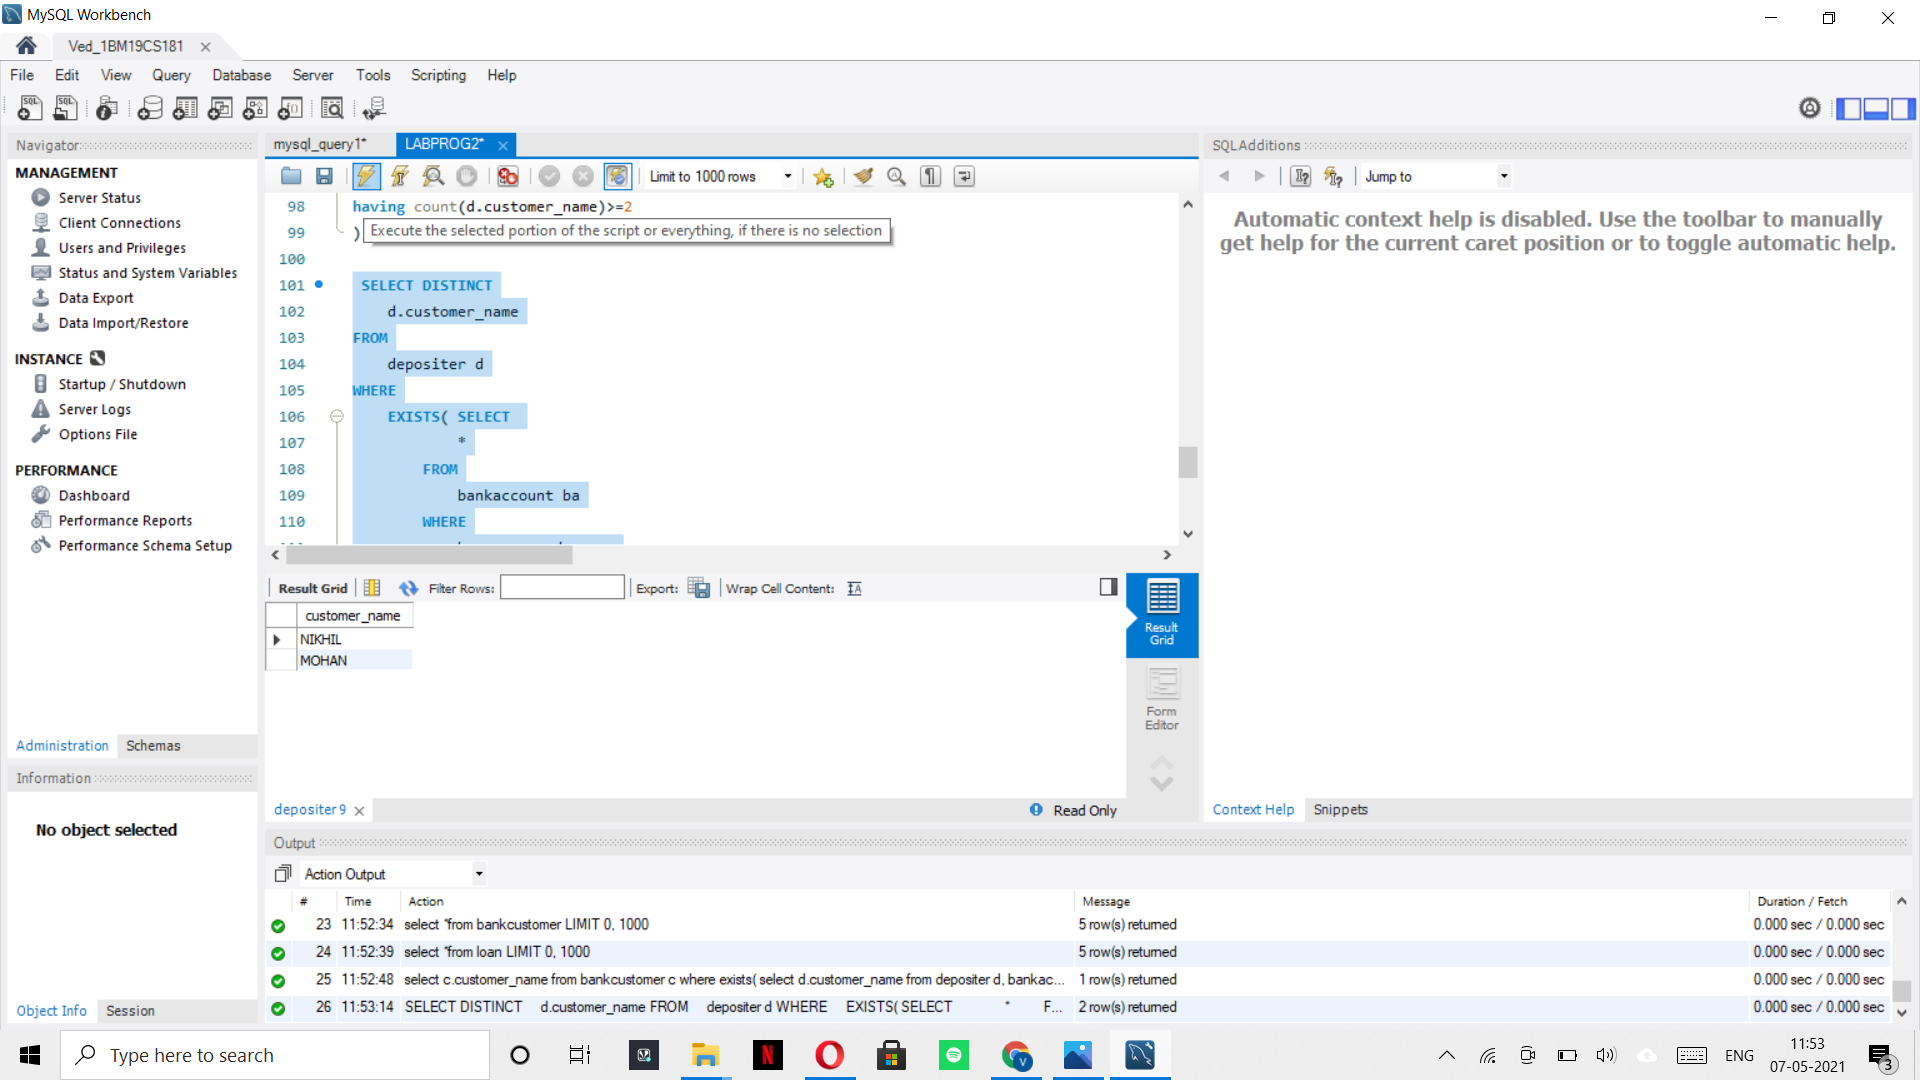 MySQL Workbench
Ved_1BM19CS181
File Edit View Query Database Server Tools Scripting Help
Navigator
MANAGEMENT
Server Status
Client Connections
Users and Privileges
Status and System Variables
Data Export
Data Import/Restore
INSTANCE
Startup / Shutdown
Server Logs
Options File
PERFORMANCE
Dashboard
Performance Reports
Performance Schema Setup
Administration Schemas
Information
No object selected
Object Info Session
mysql_query1* LABPROG2*
Limit to 1000 rows
98 having count(d.customer_name)>=2
99 )
Execute the selected portion of the script or everything, if there is no selection
100
101 SELECT DISTINCT
102 d.customer_name
103 FROM
104 depositer d
105 WHERE
106 EXISTS( SELECT
107 *
108 FROM
109 bankaccount ba
110 WHERE
Result Grid Filter Rows: Export: Wrap Cell Content:
customer_name
NIKHIL
MOHAN
Result
Grid
Form
Editor
depositer 9 Read Only
SQLAdditions
Jump to
Automatic context help is disabled. Use the toolbar to manually
get help for the current caret position or to toggle automatic help.
Context Help Snippets
Output
Action Output
# Time Action Message Duration / Fetch
23 11:52:34 select *from bankcustomer LIMIT 0, 1000 5 row(s) returned 0.000 sec / 0.000 sec
24 11:52:39 select *from loan LIMIT 0, 1000 5 row(s) returned 0.000 sec / 0.000 sec
25 11:52:48 select c.customer_name from bankcustomer c where exists( select d.customer_name from depositer d, bankac... 1 row(s) returned 0.000 sec / 0.000 sec
26 11:53:14 SELECT DISTINCT d.customer_name FROM depositer d WHERE EXISTS( SELECT * F... 2 row(s) returned 0.000 sec / 0.000 sec
Type here to search
ENG
11:53
07-05-2021
3